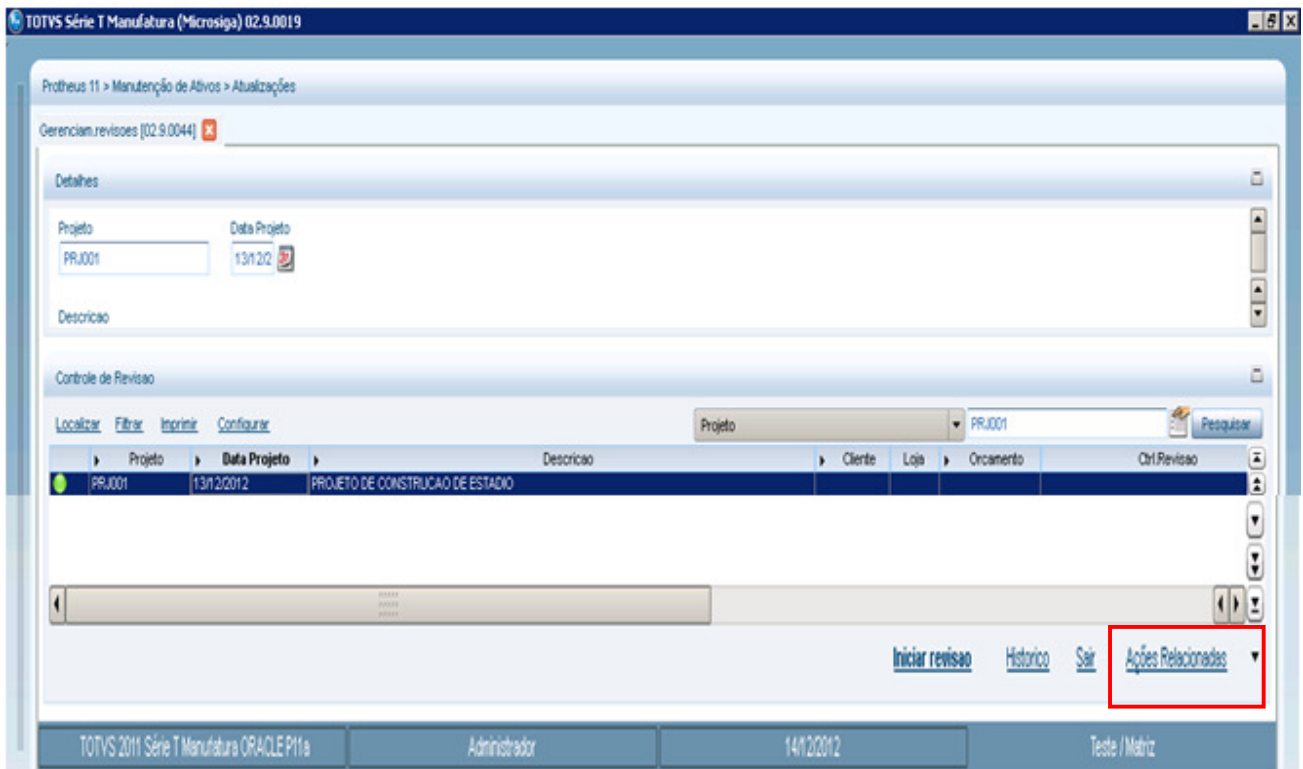 TOTVS Série T Manufatura (Microsiga) 02.9.0019
Protheus 11 > Manutenção de Ativos > Atualizações
Gerenciam.revisoes [02.9.0044]
Detalhes
Projeto Data Projeto
PRJ001 13/12/2
Descricao
Controle de Revisao
Localizar Filtrar Imprimir Configurar Projeto PRJ001 Pesquisar
Projeto Data Projeto Descricao Cliente Loja Orcamento Ctrl.Revisao
PRJ001 13/12/2012 PROJETO DE CONSTRUCAO DE ESTADIO
Iniciar revisao Historico Sair Ações Relacionadas
TOTVS 2011 Série T Manufatura ORACLE P11a Administrador 14/12/2012 Teste / Matriz